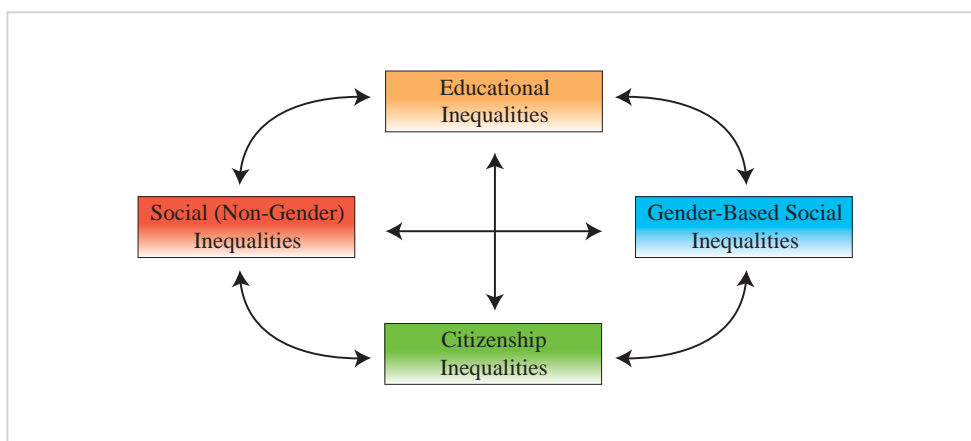 Educational
Inequalities
Social (Non-Gender)
Inequalities
Gender-Based Social
Inequalities
Citizenship
Inequalities